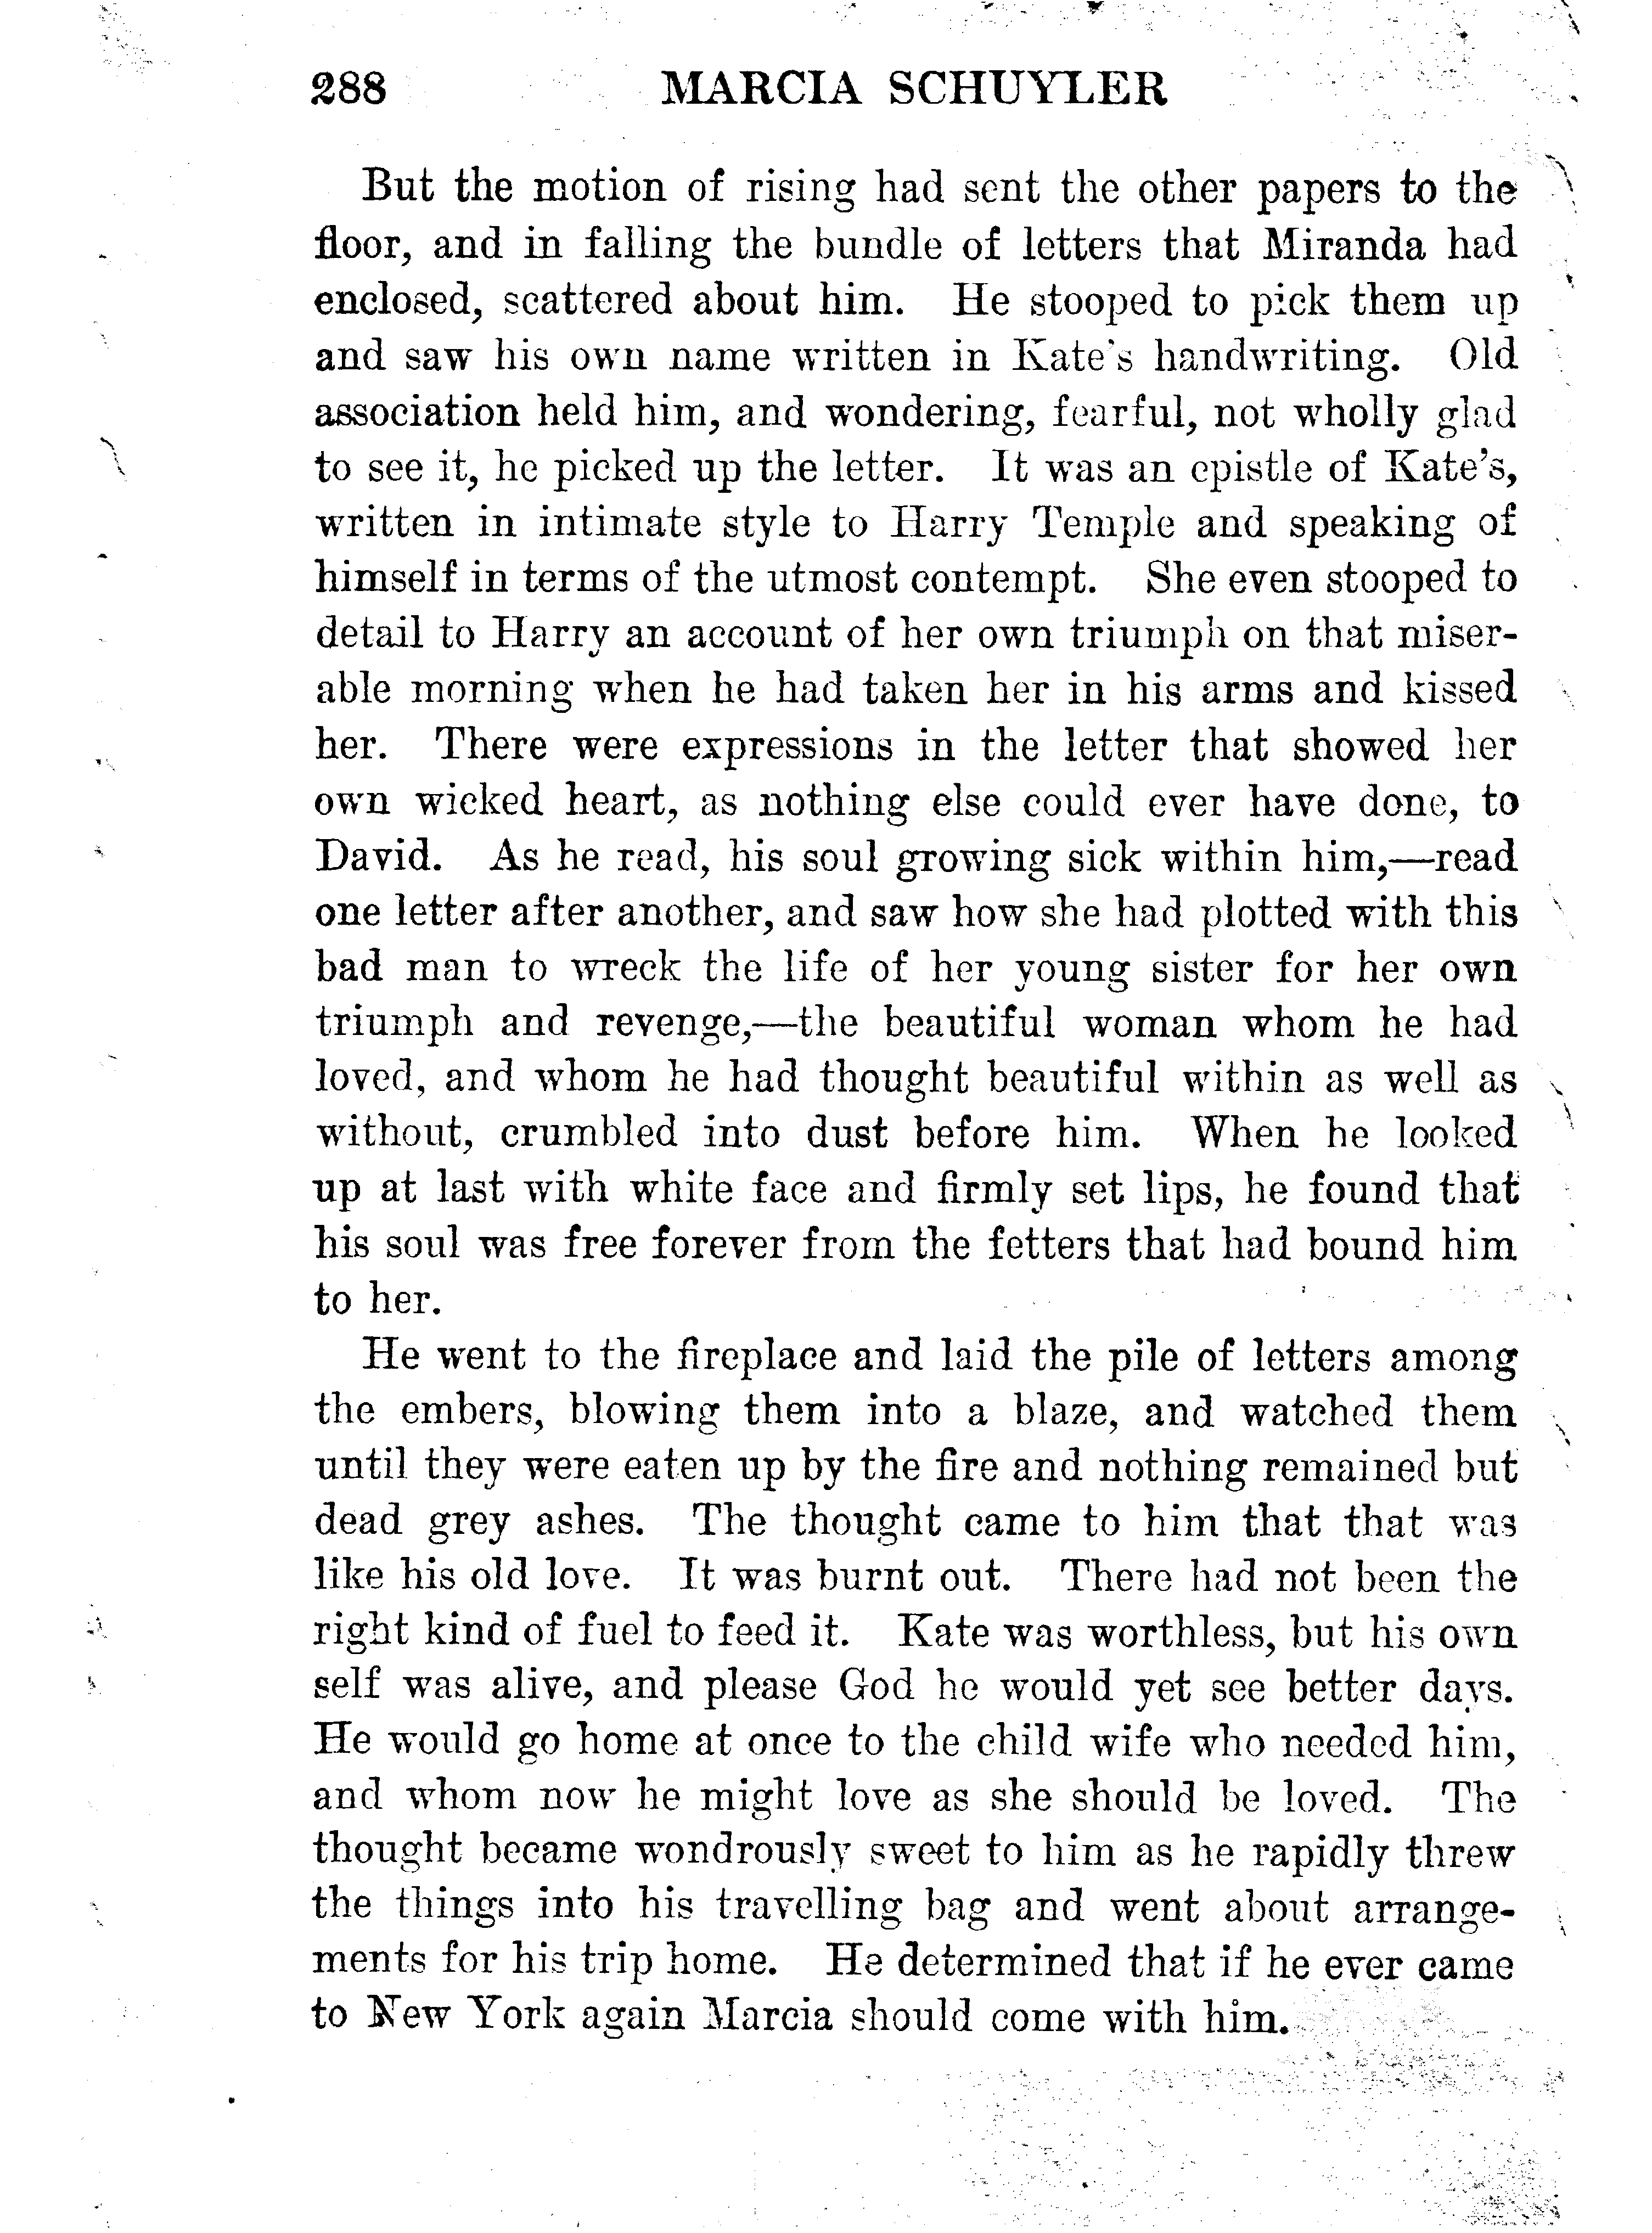 288 MARCIA SCHUYLER
But the motion of rising had sent the other papers to the
floor, and in falling the bundle of letters that Miranda had
enclosed, scattered about him. He stooped to pick them up
and saw his own name written in Kate's handwriting. Old
association held him, and wondering, fearful, not wholly glad
to see it, he picked up the letter. It was an epistle of Kate's,
written in intimate style to Harry Temple and speaking of
himself in terms of the utmost contempt. She even stooped to
detail to Harry an account of her own triumph on that miser-
able morning when he had taken her in his arms and kissed
her. There were expressions in the letter that showed her
own wicked heart, as nothing else could ever have done, to
David. As he read, his soul growing sick within him,—read
one letter after another, and saw how she had plotted with this
bad man to wreck the life of her young sister for her own
triumph and revenge,—the beautiful woman whom he had
loved, and whom he had thought beautiful within as well as
without, crumbled into dust before him. When he looked
up at last with white face and firmly set lips, he found that
his soul was free forever from the fetters that had bound him
to her.
He went to the fireplace and laid the pile of letters among
the embers, blowing them into a blaze, and watched them
until they were eaten up by the fire and nothing remained but
dead grey ashes. The thought came to him that that was
like his old love. It was burnt out. There had not been the
right kind of fuel to feed it. Kate was worthless, but his own
self was alive, and please God he would yet see better days.
He would go home at once to the child wife who needed him,
and whom now he might love as she should be loved. The
thought became wondrously sweet to him as he rapidly threw
the things into his travelling bag and went about arrange-
ments for his trip home. He determined that if he ever came
to New York again Marcia should come with him.